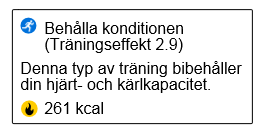 Behålla konditionen
(Träningseffekt 2.9)
Denna typ av träning bibehåller
din hjärt- och kärlkapacitet.
261 kcal